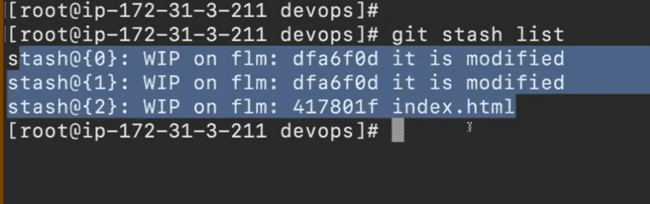 [root@ip-172-31-3-211 devops]#
[root@ip-172-31-3-211 devops]# git stash list
stash@{0}: WIP on flm: dfa6f0d it is modified
stash@{1}: WIP on flm: dfa6f0d it is modified
stash@{2}: WIP on flm: 417801f index.html
[root@ip-172-31-3-211 devops]#